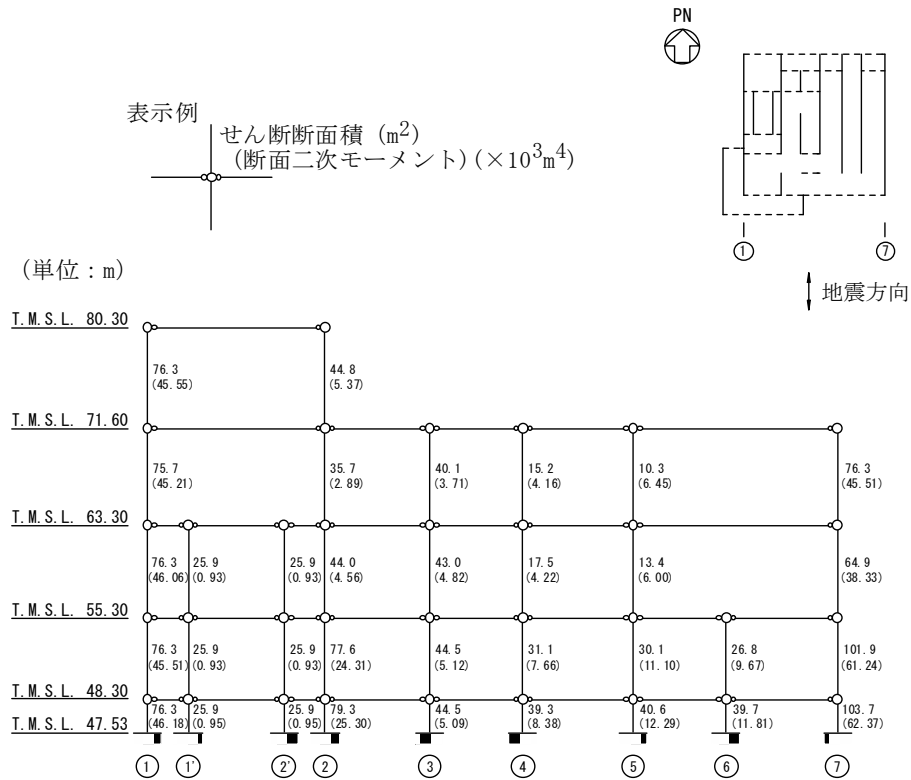 PN
表示例
せん断断面積 (m²)
(断面二次モーメント)(×10³m⁴)
① ⑦
(単位:m)
地震方向
T.M.S.L. 80.30
76.3 44.8
(45.55) (5.37)
T.M.S.L. 71.60
75.7 35.7 40.1 15.2 10.3 76.3
(45.21) (2.89) (3.71) (4.16) (6.45) (45.51)
T.M.S.L. 63.30
76.3 25.9 25.9 44.0 43.0 17.5 13.4 64.9
(46.06) (0.93) (0.93) (4.56) (4.82) (4.22) (6.00) (38.33)
T.M.S.L. 55.30
76.3 25.9 25.9 77.6 44.5 31.1 30.1 26.8 101.9
(45.51) (0.93) (0.93) (24.31) (5.12) (7.66) (11.10) (9.67) (61.24)
T.M.S.L. 48.30
76.3 25.9 25.9 79.3 44.5 39.3 40.6 39.7 103.7
(46.18) (0.95) (0.95) (25.30) (5.09) (8.38) (12.29) (11.81) (62.37)
T.M.S.L. 47.53
① ①' ②' ② ③ ④ ⑤ ⑥ ⑦